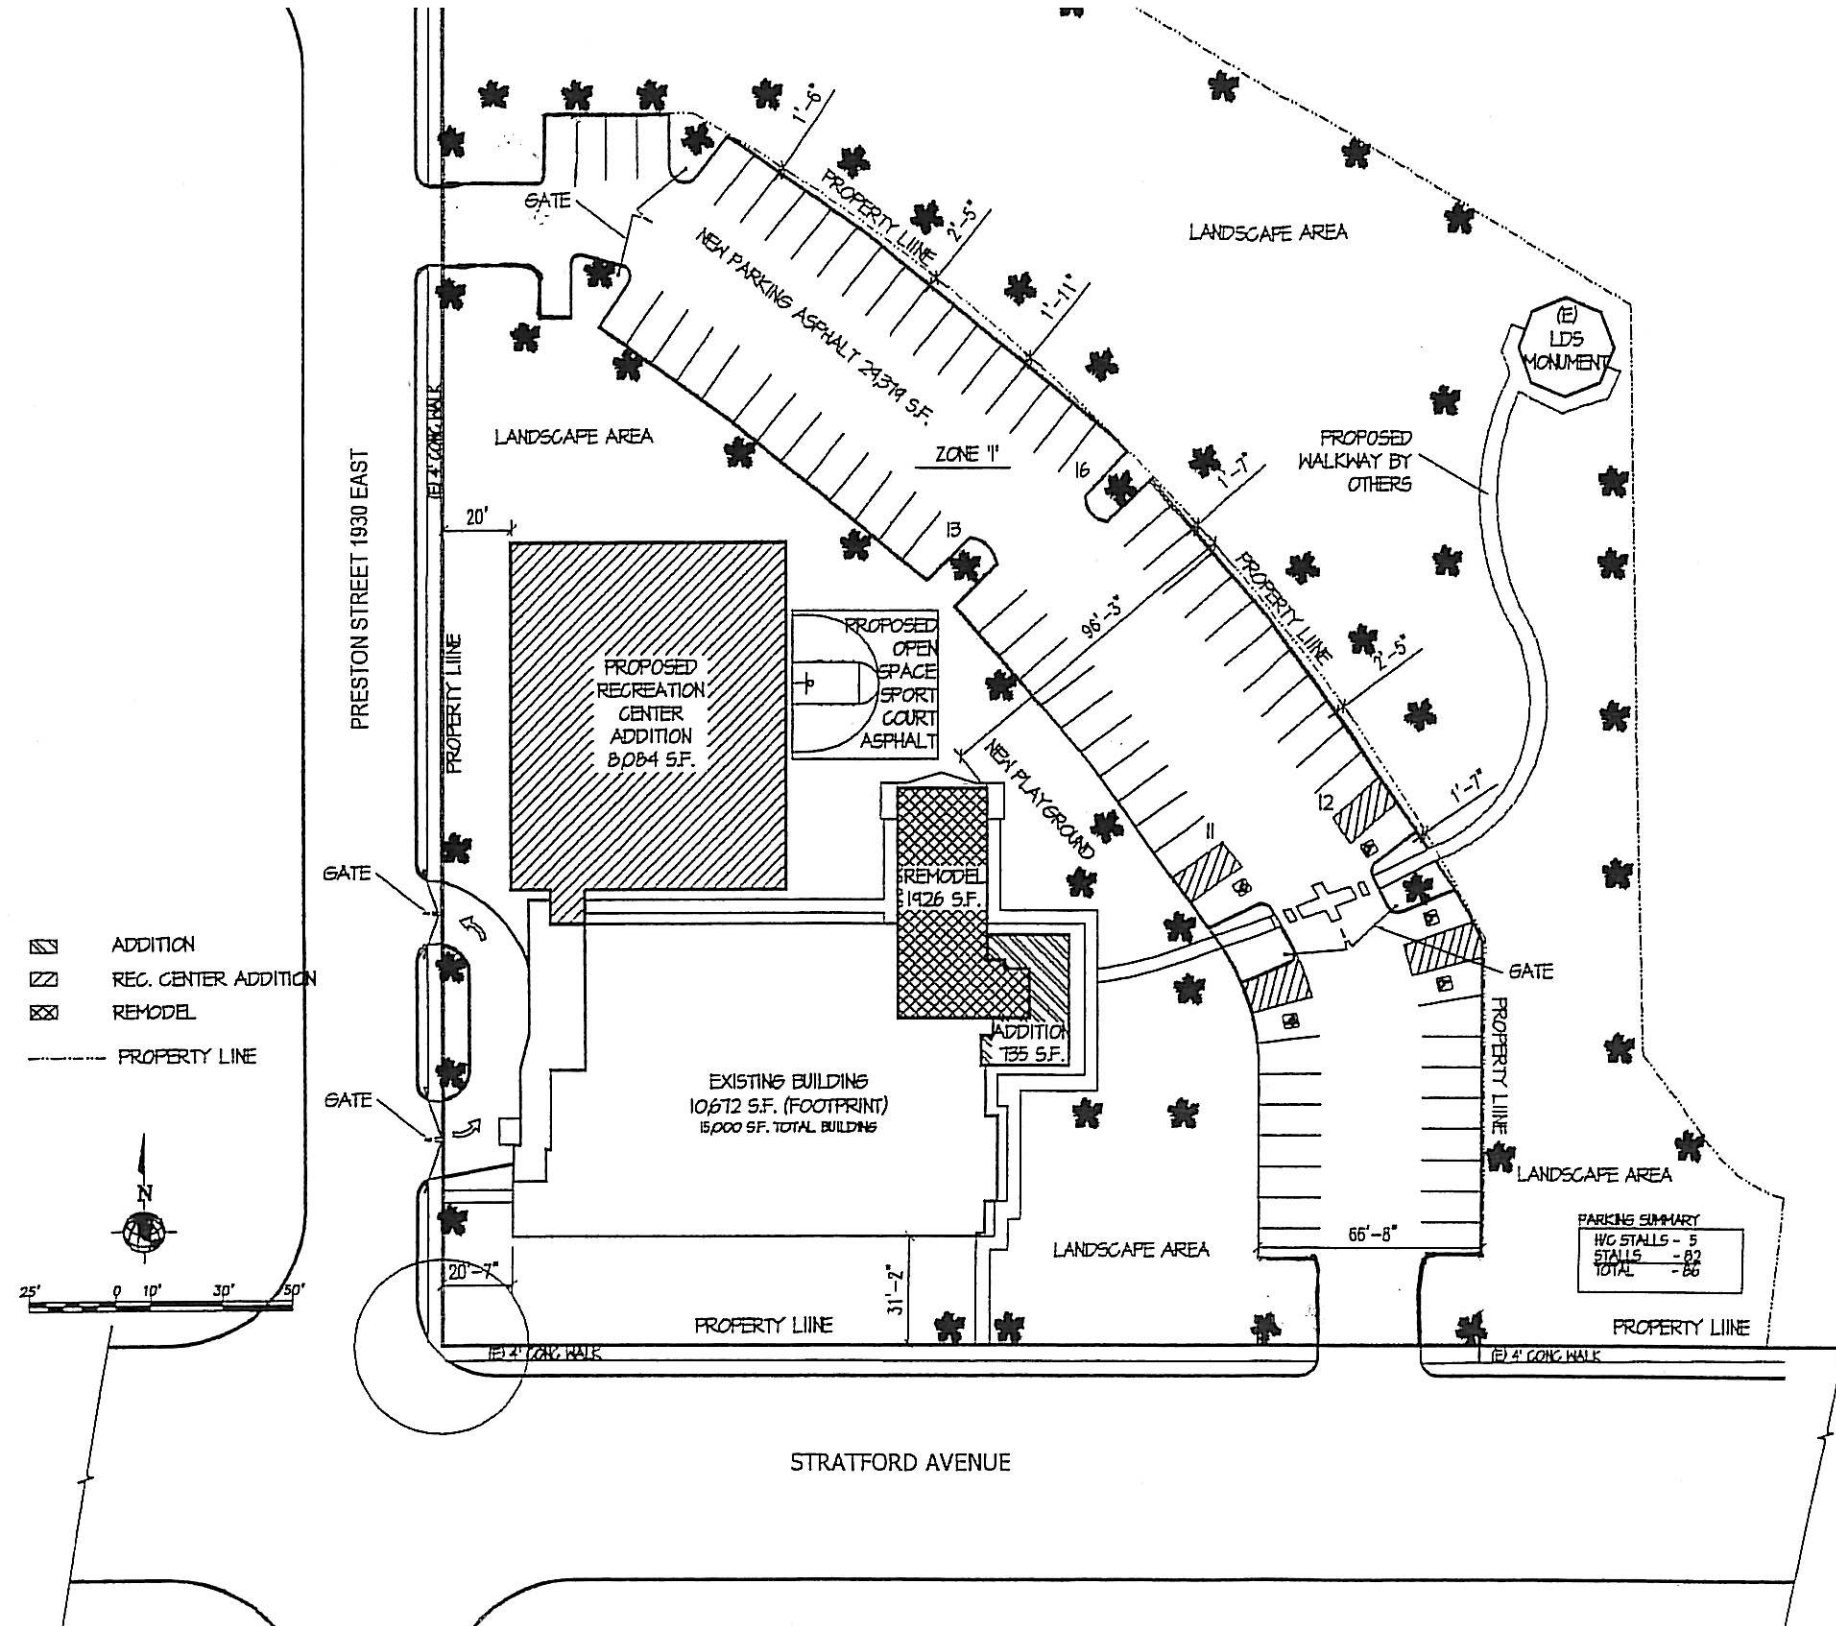 1'-6"
GATE
PROPERTY LIINE
2'-5"
LANDSCAPE AREA
NEW PARKING ASPHALT 29,379 S.F.
1'-11"
(E)
LDS
MONUMENT
(E) 4' CONC WALK
LANDSCAPE AREA
ZONE '1'
16
1'-7"
PROPOSED
WALKWAY BY
OTHERS
PRESTON STREET 1930 EAST
20'
13
PROPERTY LIINE
96'-3"
PROPERTY LIINE
2'-5"
PROPOSED
RECREATION
CENTER
ADDITION
8,084 S.F.
PROPOSED
OPEN
SPACE
SPORT
COURT
ASPHALT
NEW PLAYGROUND
12
1'-7"
11
GATE
REMODEL
1926 S.F.
GATE
ADDITION
REC. CENTER ADDITION
REMODEL
PROPERTY LINE
ADDITIO
735 S.F.
PROPERTY LIINE
EXISTING BUILDING
10,672 S.F. (FOOTPRINT)
15,000 S.F. TOTAL BUILDING
GATE
N
LANDSCAPE AREA
PARKING SUMMARY
H/C STALLS - 5
STALLS - 82
TOTAL - 86
66'-8"
LANDSCAPE AREA
20'-7"
31'-2"
25' 0 10' 30' 50'
PROPERTY LIINE
PROPERTY LIINE
(E) 4' CONC WALK
(E) 4' CONC WALK
STRATFORD AVENUE